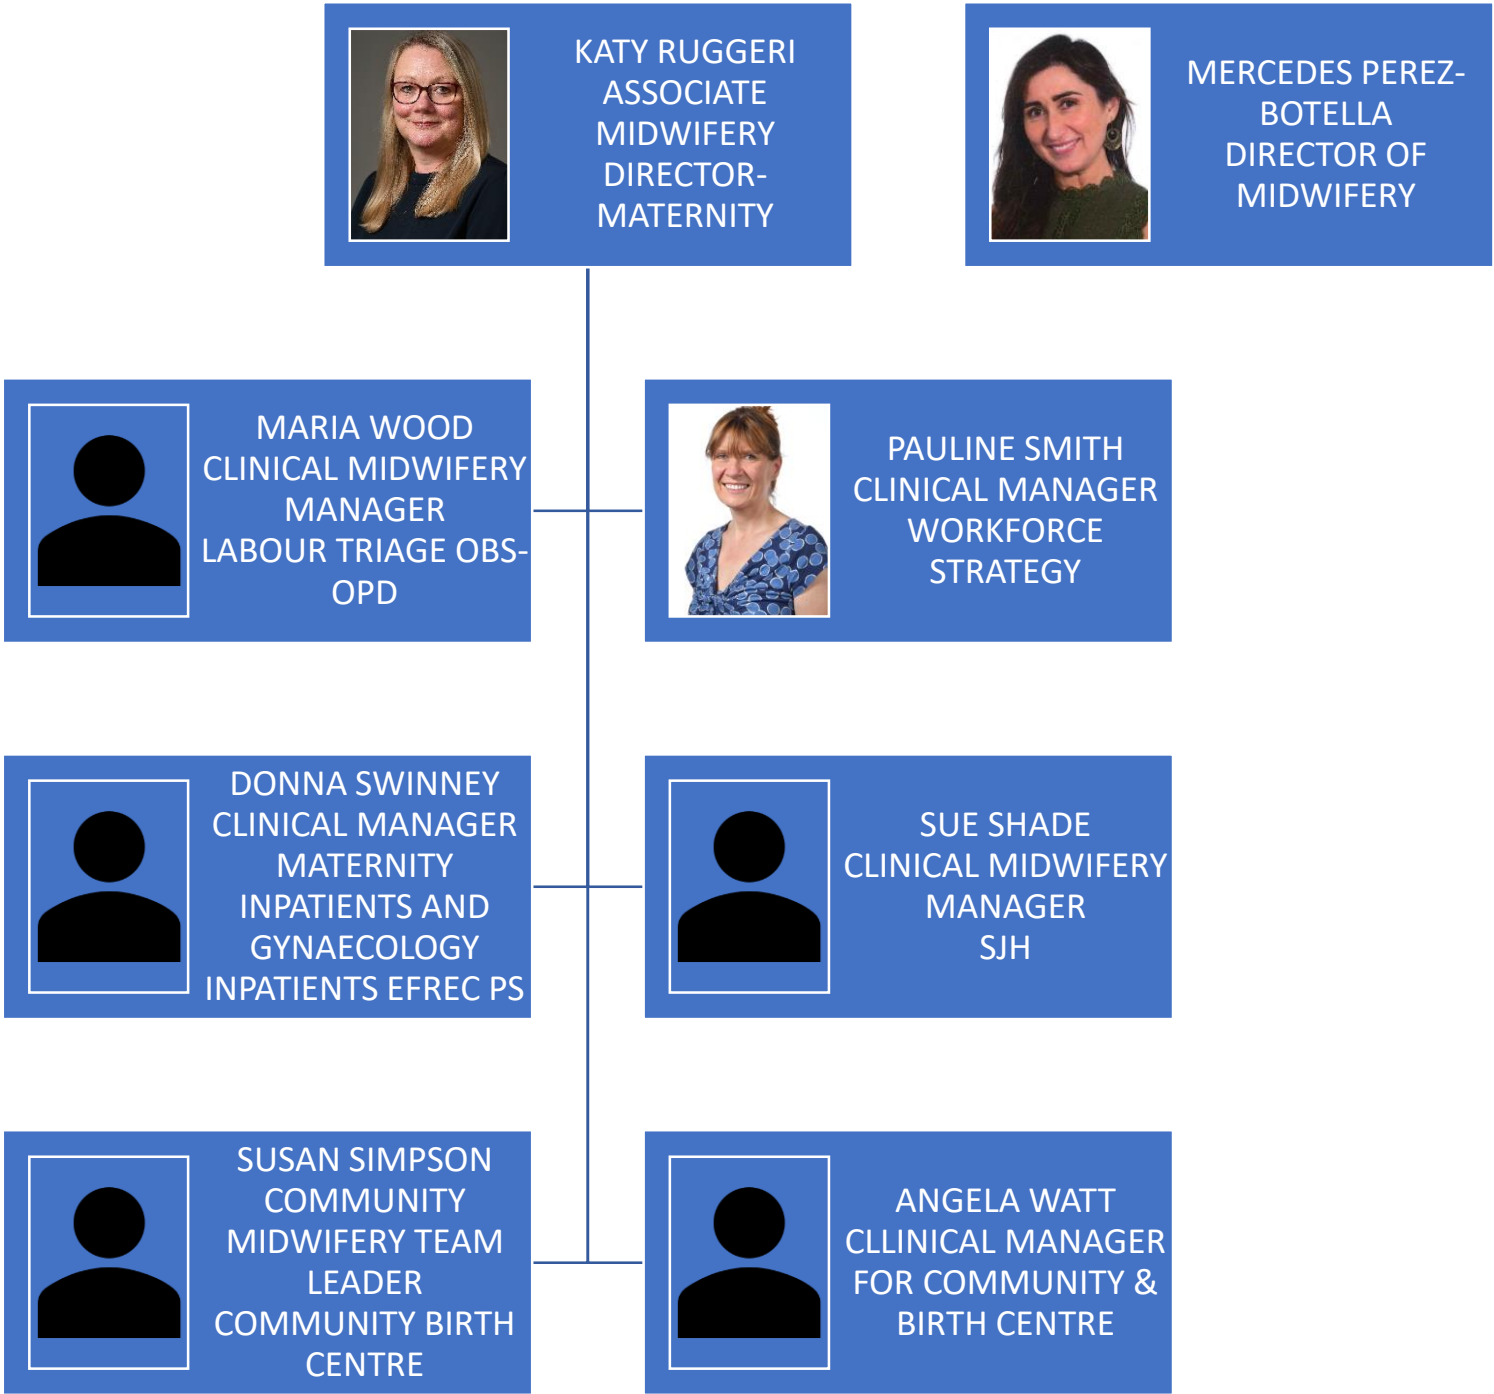 KATY RUGGERI
ASSOCIATE
MIDWIFERY
DIRECTOR-
MATERNITY
MERCEDES PEREZ-
BOTELLA
DIRECTOR OF
MIDWIFERY
MARIA WOOD
CLINICAL MIDWIFERY
MANAGER
LABOUR TRIAGE OBS-
OPD
PAULINE SMITH
CLINICAL MANAGER
WORKFORCE
STRATEGY
DONNA SWINNEY
CLINICAL MANAGER
MATERNITY
INPATIENTS AND
GYNAECOLOGY
INPATIENTS EFREC PS
SUE SHADE
CLINICAL MIDWIFERY
MANAGER
SJH
SUSAN SIMPSON
COMMUNITY
MIDWIFERY TEAM
LEADER
COMMUNITY BIRTH
CENTRE
ANGELA WATT
CLLINICAL MANAGER
FOR COMMUNITY &
BIRTH CENTRE